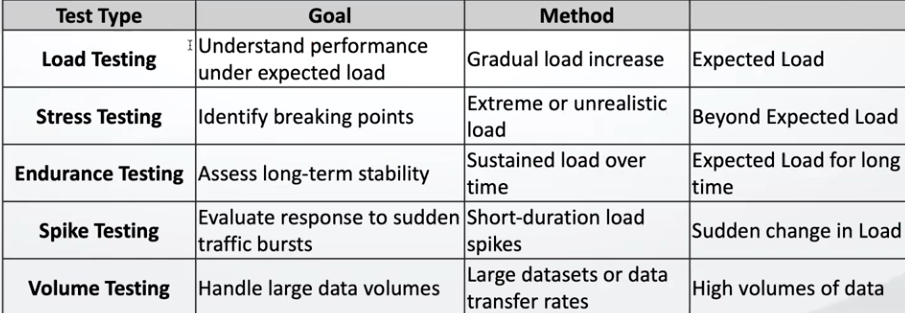 Test Type Goal Method
Load Testing Understand performance under expected load Gradual load increase Expected Load
Stress Testing Identify breaking points Extreme or unrealistic load Beyond Expected Load
Endurance Testing Assess long-term stability Sustained load over time Expected Load for long time
Spike Testing Evaluate response to sudden traffic bursts Short-duration load spikes Sudden change in Load
Volume Testing Handle large data volumes Large datasets or data transfer rates High volumes of data